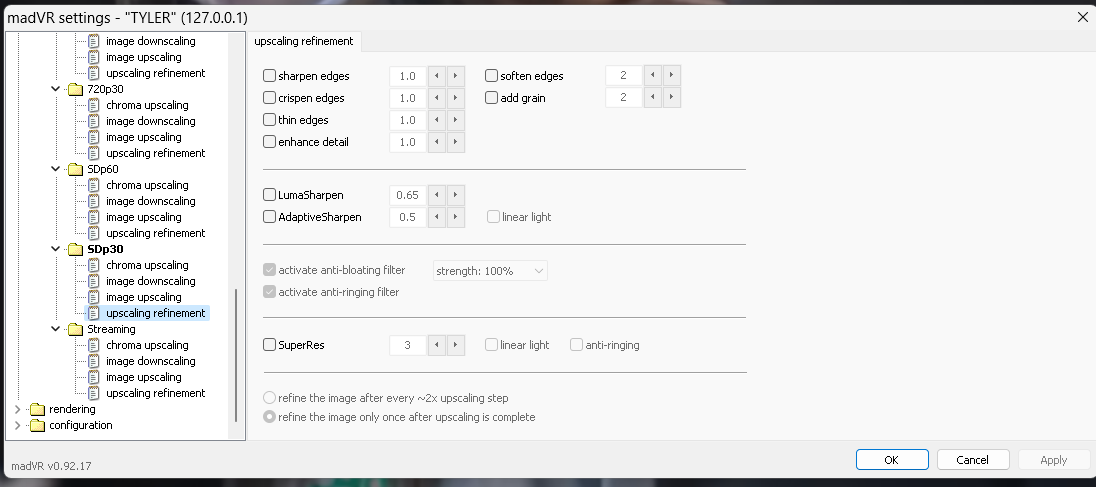 madVR settings - "TYLER" (127.0.0.1)
image downscaling
image upscaling
upscaling refinement
720p30
chroma upscaling
image downscaling
image upscaling
upscaling refinement
SDp60
chroma upscaling
image downscaling
image upscaling
upscaling refinement
SDp30
chroma upscaling
image downscaling
image upscaling
upscaling refinement
Streaming
chroma upscaling
image downscaling
image upscaling
upscaling refinement
rendering
configuration
upscaling refinement
sharpen edges 1.0 soften edges 2
crispen edges 1.0 add grain 2
thin edges 1.0
enhance detail 1.0
LumaSharpen 0.65
AdaptiveSharpen 0.5 linear light
activate anti-bloating filter strength: 100%
activate anti-ringing filter
SuperRes 3 linear light anti-ringing
refine the image after every ~2x upscaling step
refine the image only once after upscaling is complete
madVR v0.92.17
OK Cancel Apply